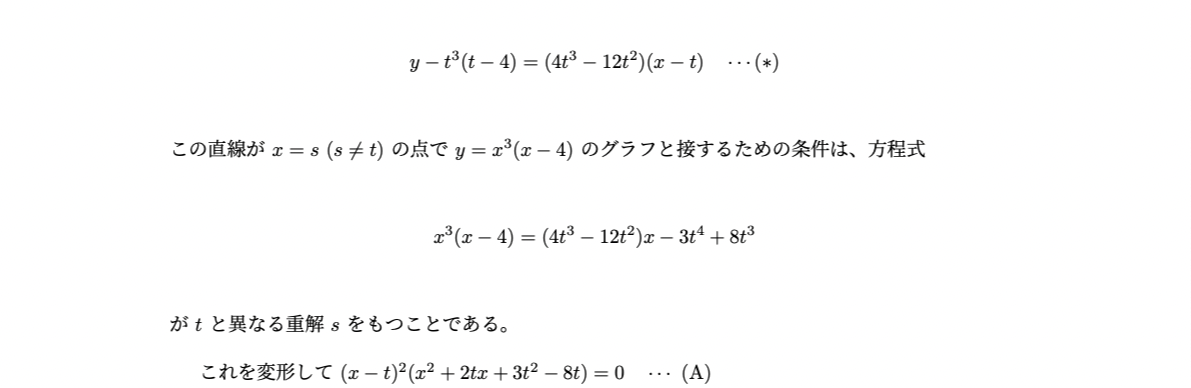 y − t³(t − 4) = (4t³ − 12t²)(x − t) ⋯(∗)
この直線が x = s (s ≠ t) の点で y = x³(x − 4) のグラフと接するための条件は、方程式
x³(x − 4) = (4t³ − 12t²)x − 3t⁴ + 8t³
が t と異なる重解 s をもつことである。
これを変形して (x − t)²(x² + 2tx + 3t² − 8t) = 0 ⋯ (A)